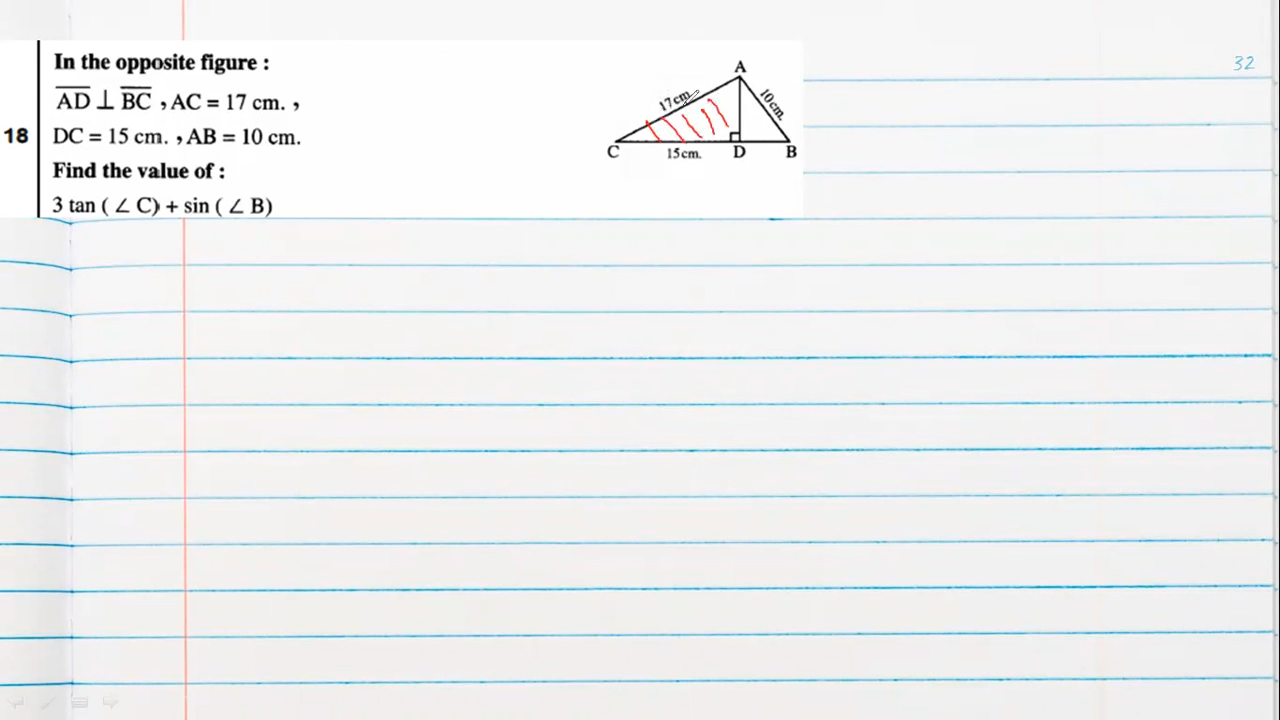 32
In the opposite figure :
AD ⊥ BC , AC = 17 cm. ,
18
DC = 15 cm. , AB = 10 cm.
Find the value of :
3 tan ( ∠ C) + sin ( ∠ B)
A
17 cm.
10 cm.
C
15 cm.
D
B